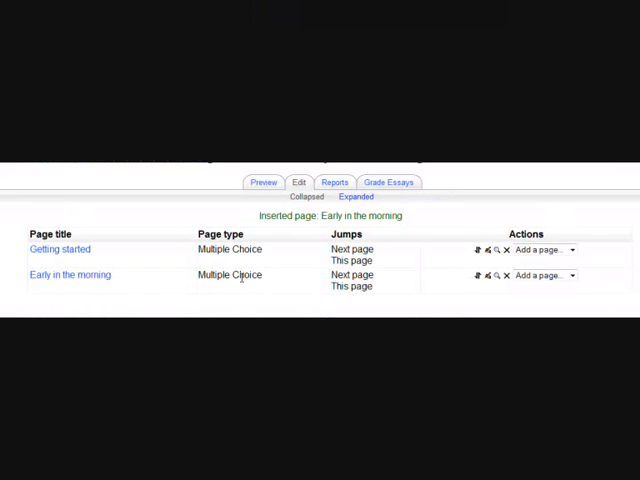 Preview Edit Reports Grade Essays
Collapsed Expanded
Inserted page: Early in the morning
Page title Page type Jumps Actions
Getting started Multiple Choice Next page Add a page...
This page
Early in the morning Multiple Choice Next page Add a page...
This page